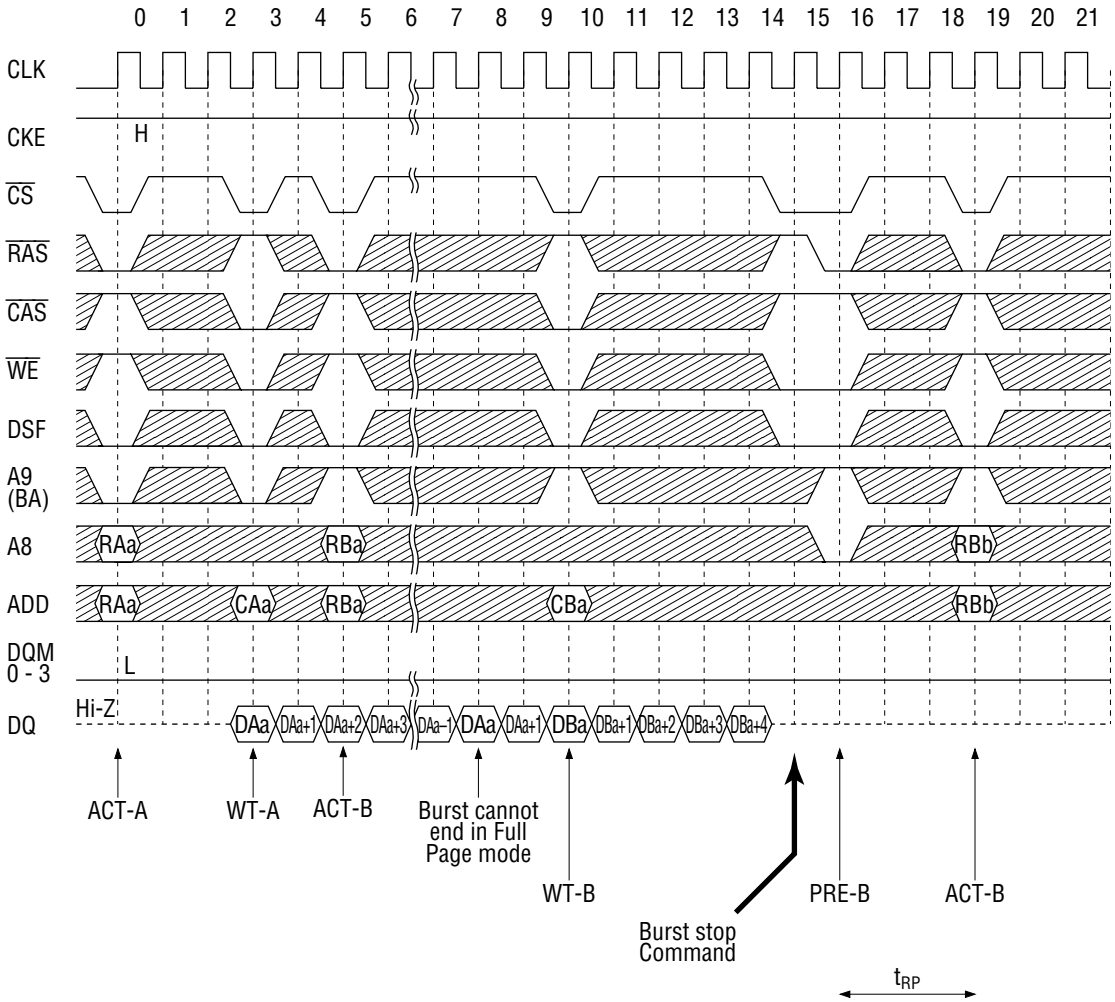 0 1 2 3 4 5 6 7 8 9 10 11 12 13 14 15 16 17 18 19 20 21
CLK
CKE H
CS
RAS
CAS
WE
DSF
A9
(BA)
A8 RAa RBa RBb
ADD RAa CAa RBa CBa RBb
DQM
0 - 3 L
Hi-Z
DQ DAa DAa+1 DAa+2 DAa+3 DAa–1 DAa DAa+1 DBa DBa+1 DBa+2 DBa+3 DBa+4
ACT-A WT-A ACT-B Burst cannot
end in Full
Page mode
WT-B PRE-B ACT-B
Burst stop
Command
tRP